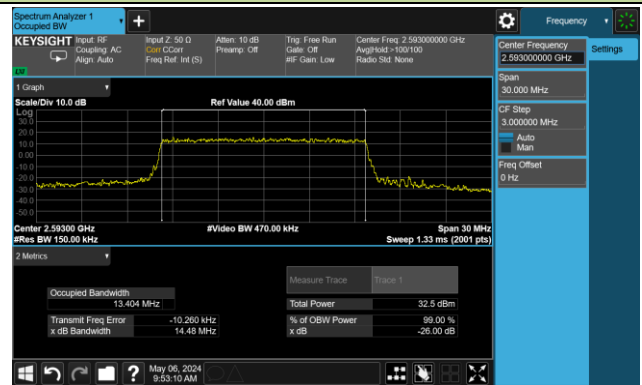 Spectrum Analyzer 1
Occupied BW
Frequency
KEYSIGHT
Input: RF
Coupling: AC
Align: Auto
Input Z: 50 Ω
Corr CCorr
Freq Ref: Int (S)
Atten: 10 dB
Preamp: Off
Trig: Free Run
Gate: Off
#IF Gain: Low
Center Freq: 2.593000000 GHz
Avg|Hold:>100/100
Radio Std: None
LU
Center Frequency
2.593000000 GHz
Settings
Span
30.000 MHz
CF Step
3.000000 MHz
Auto
Man
Freq Offset
0 Hz
1 Graph
Scale/Div 10.0 dB
Ref Value 40.00 dBm
Log
30.0
20.0
10.0
0.00
-10.0
-20.0
-30.0
-40.0
-50.0
Center 2.59300 GHz
#Video BW 470.00 kHz
Span 30 MHz
#Res BW 150.00 kHz
Sweep 1.33 ms (2001 pts)
2 Metrics
Measure Trace
Trace 1
Occupied Bandwidth
13.404 MHz
Total Power
32.5 dBm
Transmit Freq Error
-10.260 kHz
% of OBW Power
99.00 %
x dB Bandwidth
14.48 MHz
x dB
-26.00 dB
May 06, 2024
9:53:10 AM